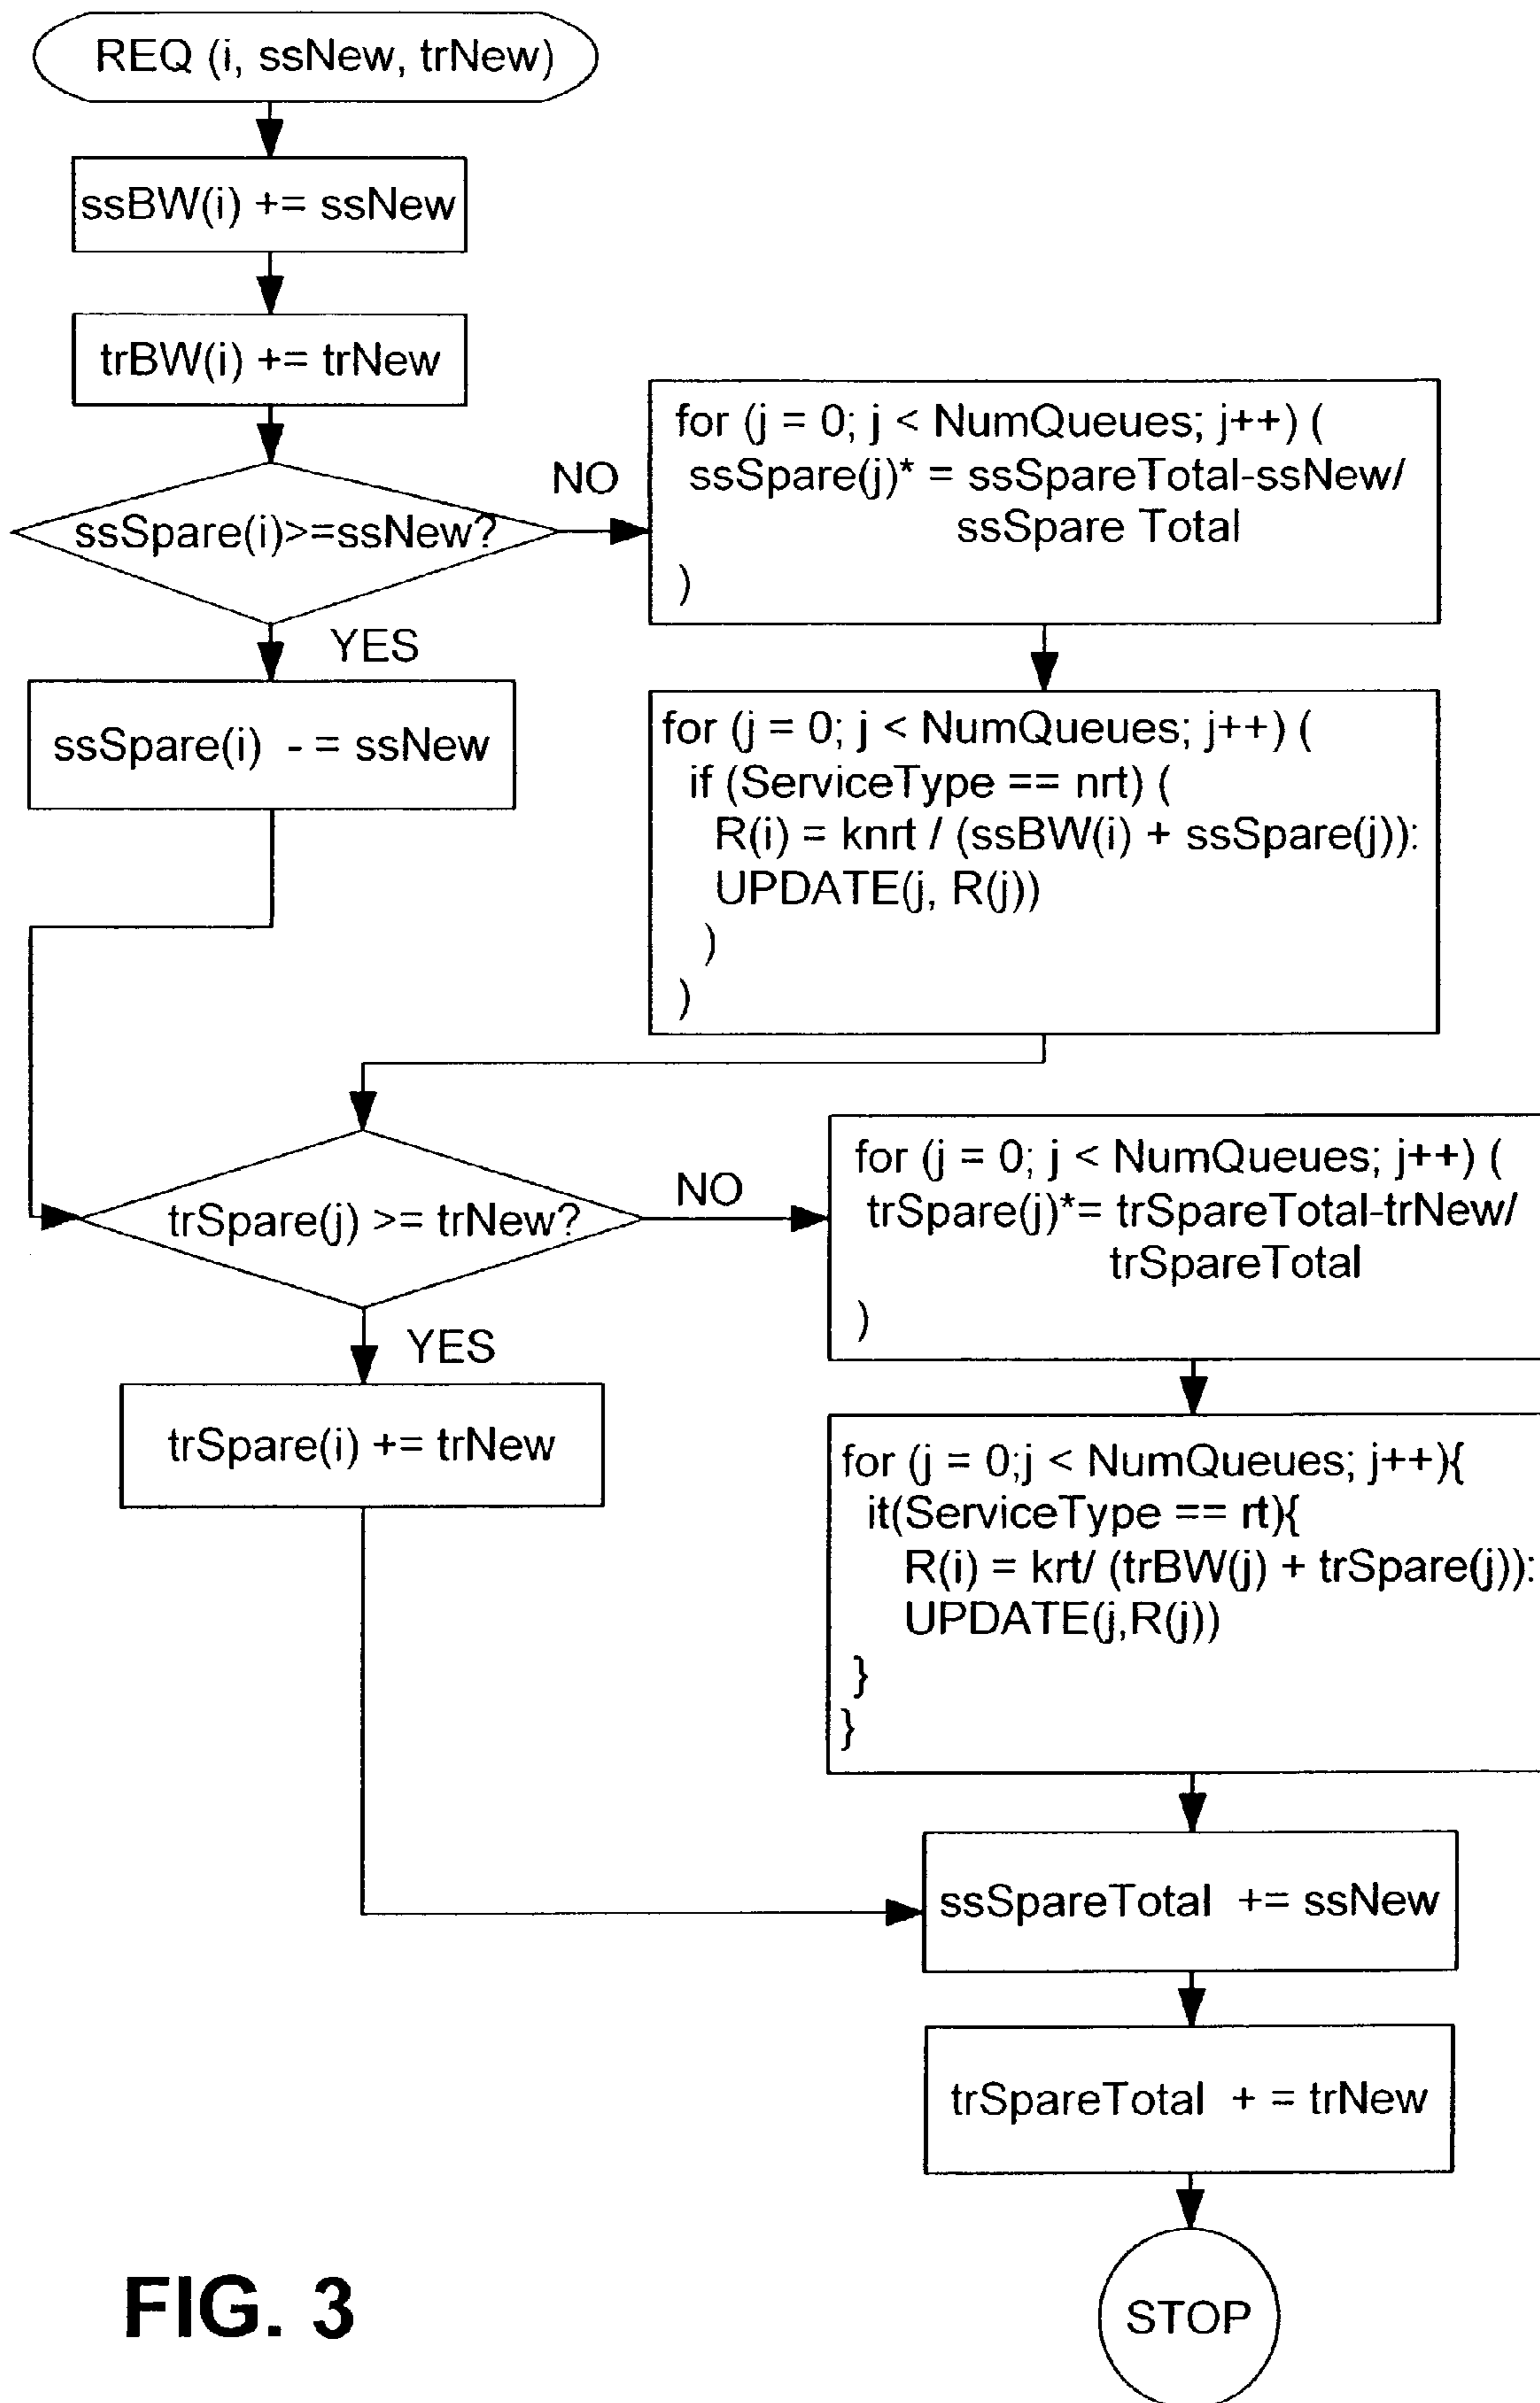 REQ (i, ssNew, trNew)
ssBW(i) += ssNew
trBW(i) += trNew
ssSpare(i)>=ssNew?
NO
for (j = 0; j < NumQueues; j++) (
ssSpare(j)* = ssSpareTotal-ssNew/
ssSpare Total
)
YES
ssSpare(i) - = ssNew
for (j = 0; j < NumQueues; j++) (
if (ServiceType == nrt) (
R(i) = knrt / (ssBW(i) + ssSpare(j)):
UPDATE(j, R(j))
)
)
trSpare(j) >= trNew?
NO
for (j = 0; j < NumQueues; j++) (
trSpare(j)*= trSpareTotal-trNew/
trSpareTotal
)
YES
trSpare(i) += trNew
for (j = 0;j < NumQueues; j++){
it(ServiceType == rt){
R(i) = krt/ (trBW(j) + trSpare(j)):
UPDATE(j,R(j))
}
}
ssSpareTotal += ssNew
trSpareTotal + = trNew
STOP
FIG. 3